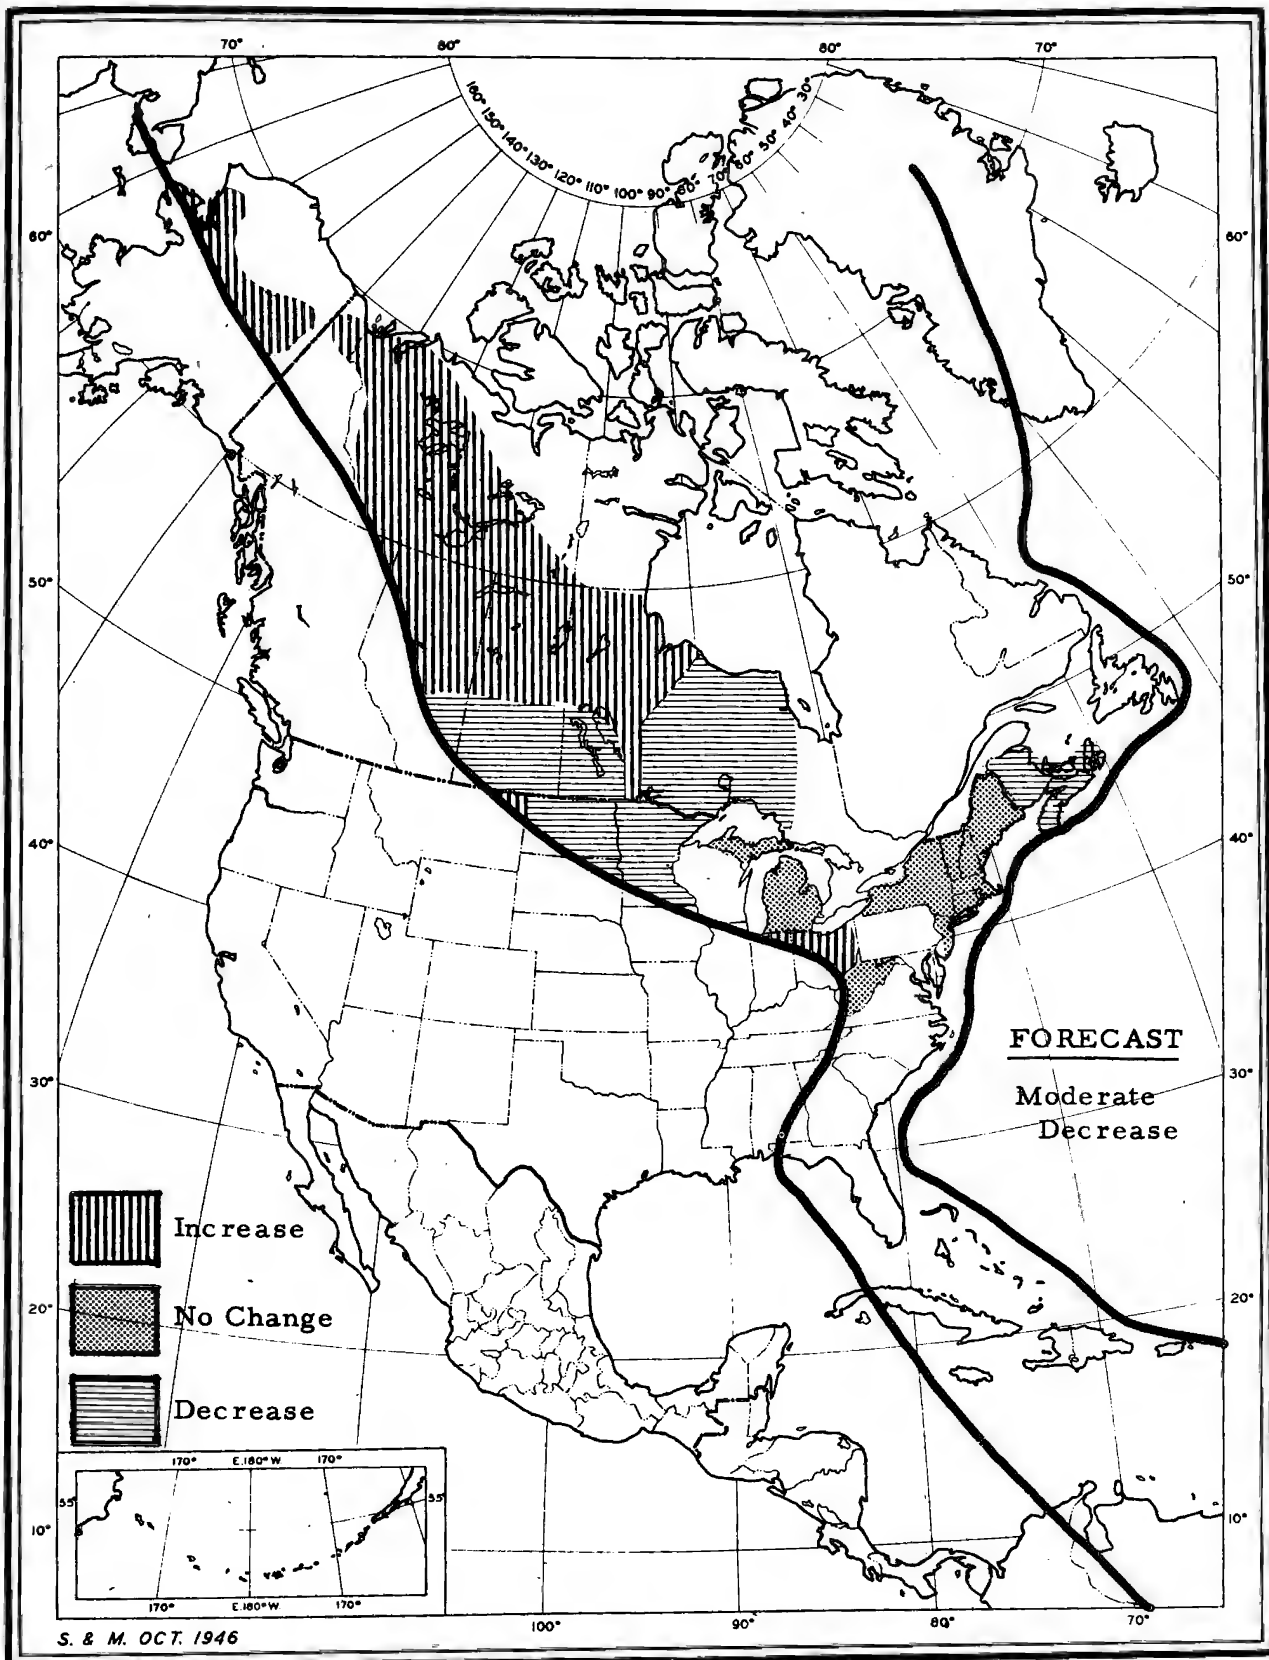 70° 80° 80° 70°
160° 150° 140° 130° 120° 110° 100° 90° 80° 70° 60° 50° 40° 30°
60° 60°
50° 50°
40° 40°
FORECAST
30° 30°
Moderate
Decrease
Increase
20° 20°
No Change
Decrease
170° E.180° W. 170°
55° 55°
10° 10°
170° E.180° W. 170°
100° 90° 80° 70°
S. & M. OCT. 1946